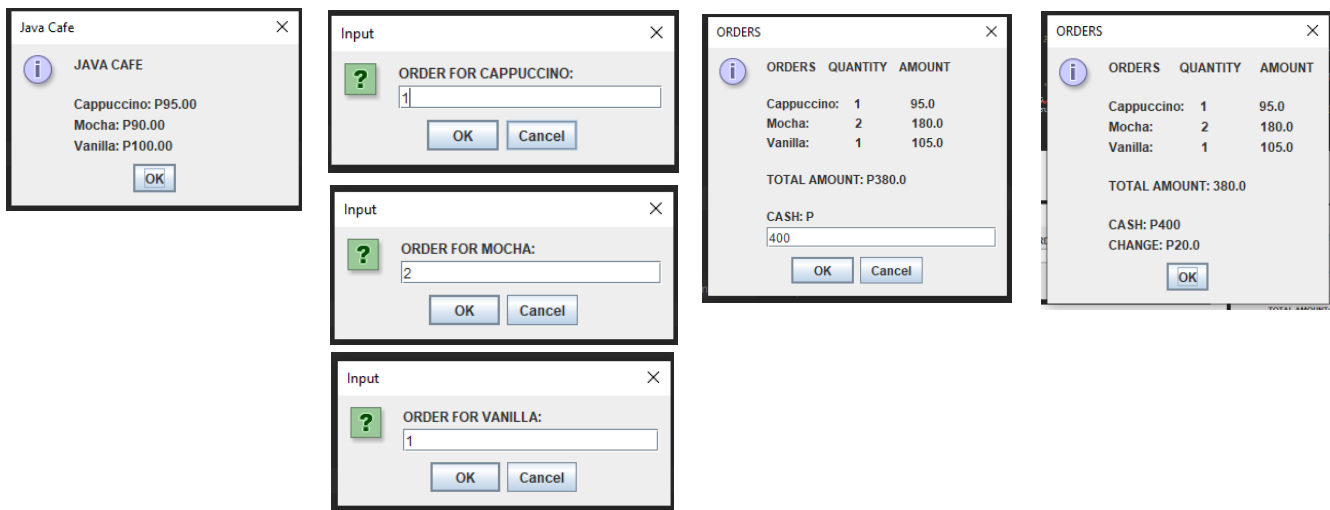 Java Cafe
JAVA CAFE
Cappuccino: P95.00
Mocha: P90.00
Vanilla: P100.00
OK
Input
ORDER FOR CAPPUCCINO:
1
OK Cancel
Input
ORDER FOR MOCHA:
2
OK Cancel
Input
ORDER FOR VANILLA:
1
OK Cancel
ORDERS
ORDERS QUANTITY AMOUNT
Cappuccino: 1 95.0
Mocha: 2 180.0
Vanilla: 1 105.0
TOTAL AMOUNT: P380.0
CASH: P
400
OK Cancel
ORDERS
ORDERS QUANTITY AMOUNT
Cappuccino: 1 95.0
Mocha: 2 180.0
Vanilla: 1 105.0
TOTAL AMOUNT: 380.0
CASH: P400
CHANGE: P20.0
OK